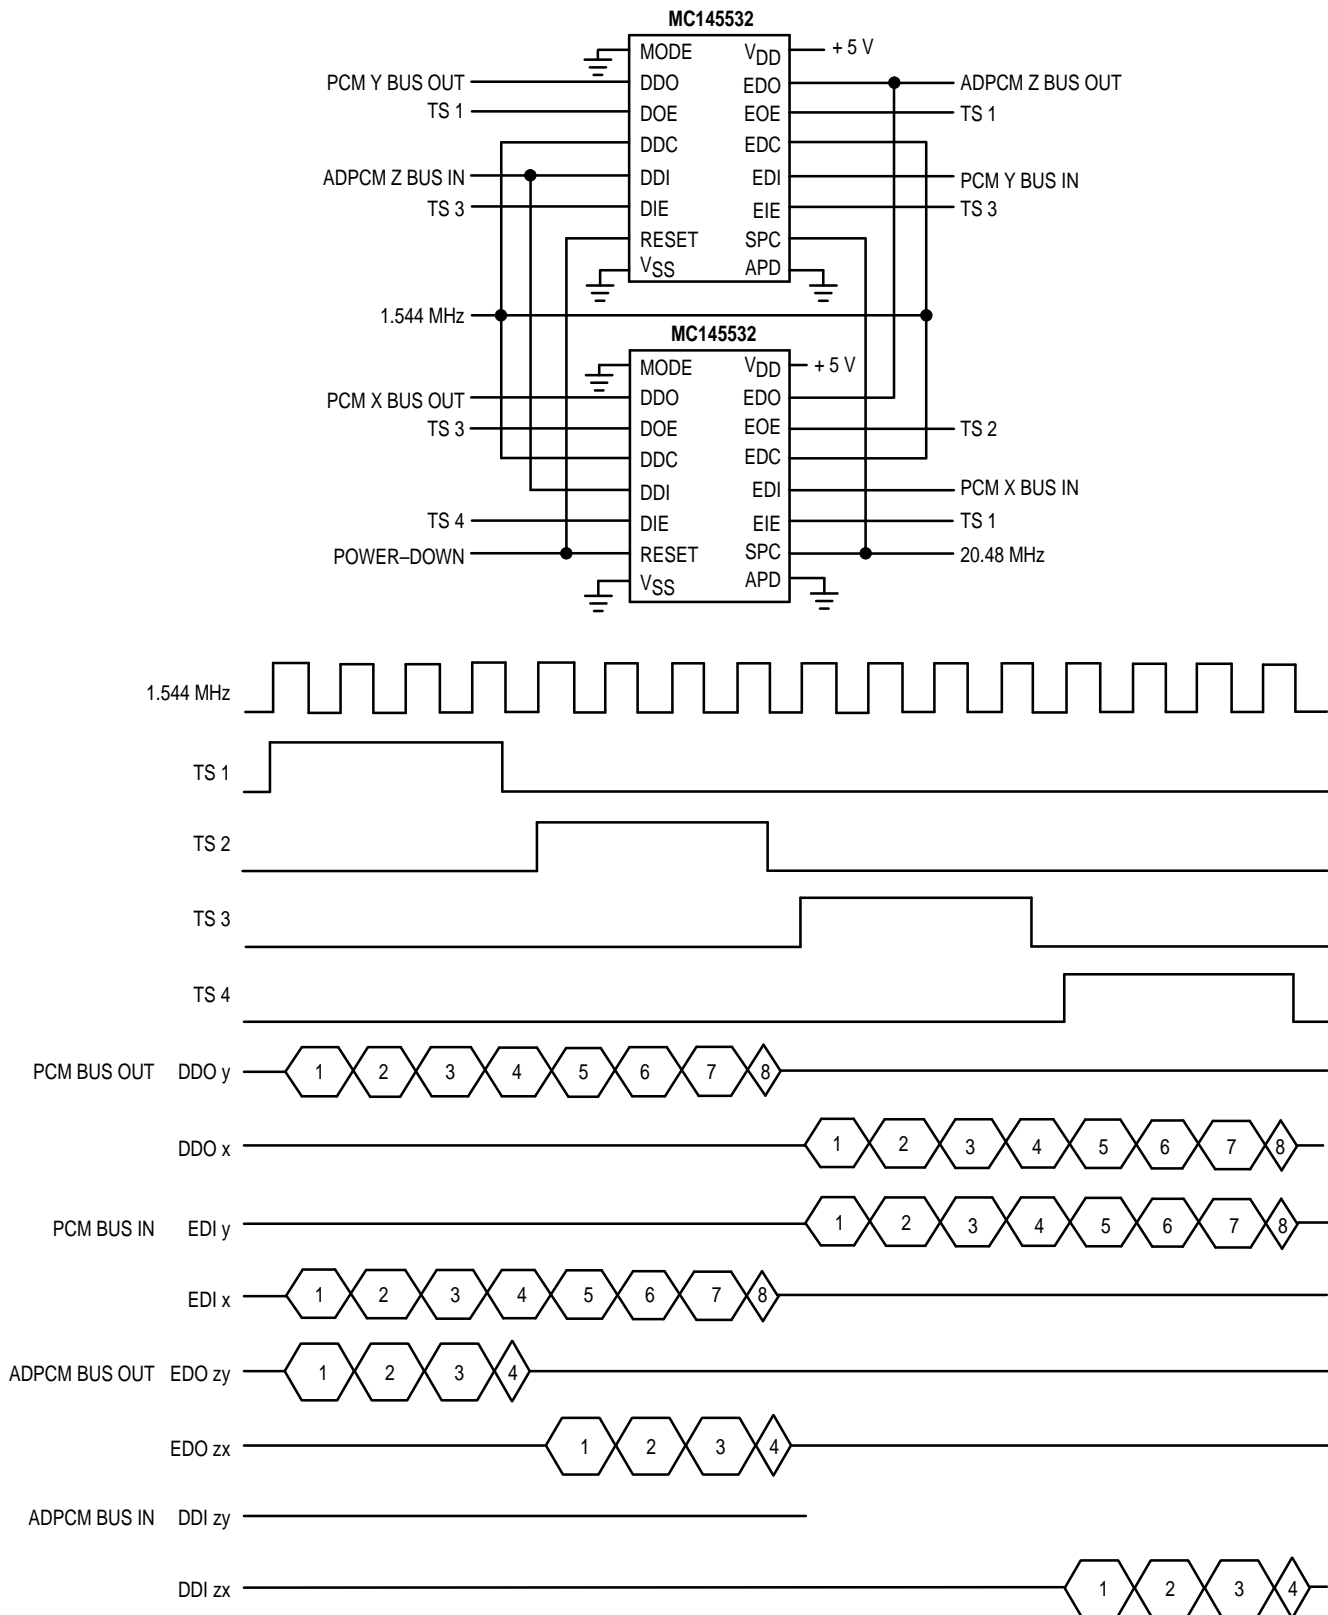 MC145532
MODE VDD + 5 V
PCM Y BUS OUT DDO EDO ADPCM Z BUS OUT
TS 1 DOE EOE TS 1
DDC EDC
ADPCM Z BUS IN DDI EDI PCM Y BUS IN
TS 3 DIE EIE TS 3
RESET SPC
VSS APD
1.544 MHz
MC145532
MODE VDD + 5 V
PCM X BUS OUT DDO EDO
TS 3 DOE EOE TS 2
DDC EDC
DDI EDI PCM X BUS IN
TS 4 DIE EIE TS 1
POWER–DOWN RESET SPC 20.48 MHz
VSS APD
1.544 MHz
TS 1
TS 2
TS 3
TS 4
PCM BUS OUT DDO y 1 2 3 4 5 6 7 8
DDO x 1 2 3 4 5 6 7 8
PCM BUS IN EDI y 1 2 3 4 5 6 7 8
EDI x 1 2 3 4 5 6 7 8
ADPCM BUS OUT EDO zy 1 2 3 4
EDO zx 1 2 3 4
ADPCM BUS IN DDI zy
DDI zx 1 2 3 4